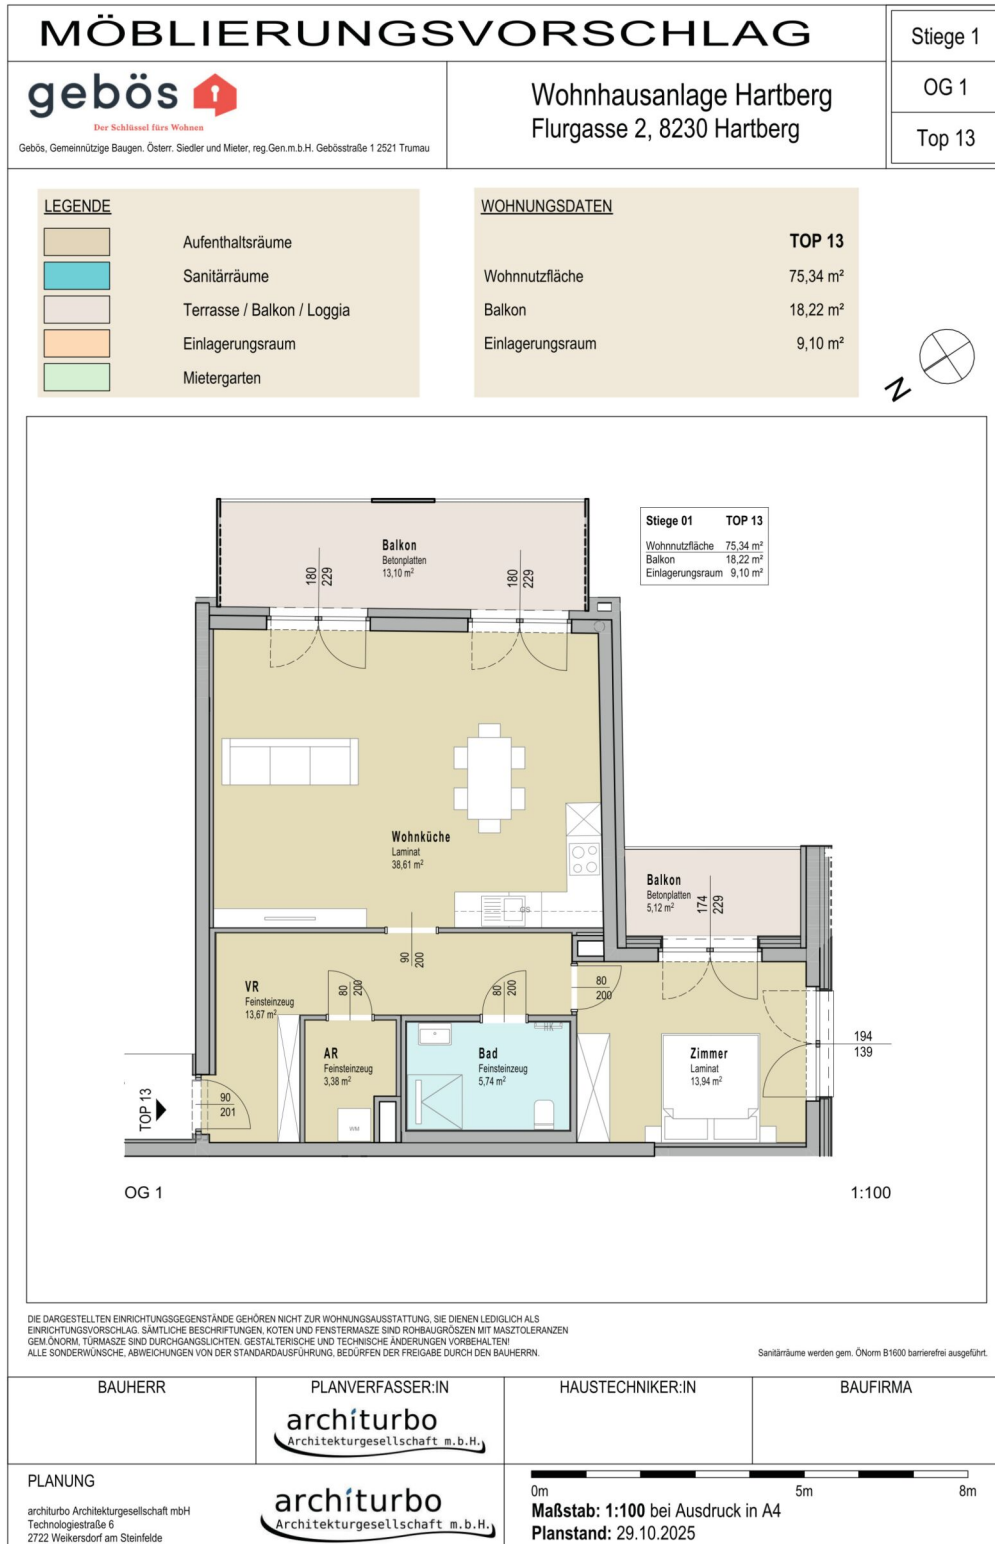 MÖBLIERUNGSVORSCHLAG
Stiege 1
OG 1
Top 13
gebös
Der Schlüssel fürs Wohnen
Gebös, Gemeinnützige Baugen. Österr. Siedler und Mieter, reg.Gen.m.b.H. Gebösstraße 1 2521 Trumau
Wohnhausanlage Hartberg
Flurgasse 2, 8230 Hartberg
LEGENDE
Aufenthaltsräume
Sanitärräume
Terrasse / Balkon / Loggia
Einlagerungsraum
Mietergarten
WOHNUNGSDATEN
TOP 13
Wohnnutzfläche 75,34 m²
Balkon 18,22 m²
Einlagerungsraum 9,10 m²
N
Stiege 01 TOP 13
Wohnnutzfläche 75,34 m²
Balkon 18,22 m²
Einlagerungsraum 9,10 m²
Balkon
Betonplatten
13,10 m²
180
229
180
229
Wohnküche
Laminat
38,61 m²
GS
Balkon
Betonplatten
5,12 m²
174
229
90
200
VR
Feinsteinzeug
13,67 m²
80
200
80
200
80
200
AR
Feinsteinzeug
3,38 m²
WM
Bad
Feinsteinzeug
5,74 m²
HK
Zimmer
Laminat
13,94 m²
194
139
TOP 13
90
201
OG 1
1:100
DIE DARGESTELLTEN EINRICHTUNGSGEGENSTÄNDE GEHÖREN NICHT ZUR WOHNUNGSAUSSTATTUNG, SIE DIENEN LEDIGLICH ALS
EINRICHTUNGSVORSCHLAG. SÄMTLICHE BESCHRIFTUNGEN, KOTEN UND FENSTERMASZE SIND ROHBAUGRÖSZEN MIT MASZTOLERANZEN
GEM.ÖNORM, TÜRMASZE SIND DURCHGANGSLICHTEN. GESTALTERISCHE UND TECHNISCHE ÄNDERUNGEN VORBEHALTEN!
ALLE SONDERWÜNSCHE, ABWEICHUNGEN VON DER STANDARDAUSFÜHRUNG, BEDÜRFEN DER FREIGABE DURCH DEN BAUHERRN.
Sanitärräume werden gem. ÖNorm B1600 barrierefrei ausgeführt.
BAUHERR
PLANVERFASSER:IN
HAUSTECHNIKER:IN
BAUFIRMA
architurbo
Architekturgesellschaft m.b.H.
PLANUNG
architurbo Architekturgesellschaft mbH
Technologiestraße 6
2722 Weikersdorf am Steinfelde
architurbo
Architekturgesellschaft m.b.H.
0m 5m 8m
Maßstab: 1:100 bei Ausdruck in A4
Planstand: 29.10.2025